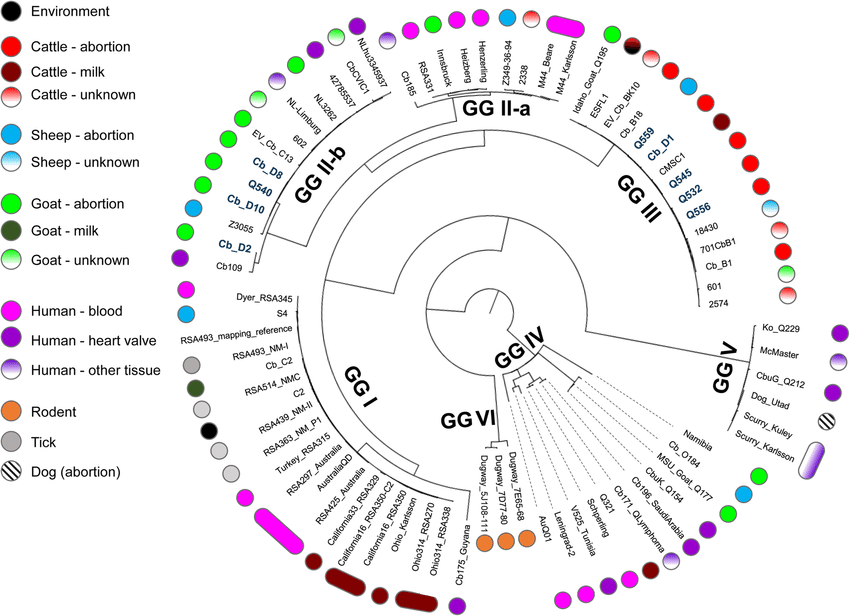 Environment
Cattle - abortion
Cattle - milk
Cattle - unknown
Sheep - abortion
Sheep - unknown
Goat - abortion
Goat - milk
Goat - unknown
Human - blood
Human - heart valve
Human - other tissue
Rodent
Tick
Dog (abortion)
GG II-a
GG II-b
GG III
GG I
GG IV
GG V
GG VI
Cb109
Cb_D2
Z3055
Cb_D10
Q540
Cb_D8
EV_Cb_C13
602
NL-Limburg
NL3262
42785537
CbCVIC1
NLhu3345937
Cb185
RSA331
Innsbruck
Heizberg
Henzerling
Z349-36-94
2338
M44_Beare
M44_Karlsson
Idaho_Goat_Q195
ESFL1
EV_Cb_BK10
Cb_B18
Q559
Cb_D1
CMSC1
Q545
Q532
Q556
18430
701CbB1
Cb_B1
601
2574
Ko_Q229
McMaster
CbuG_Q212
Dog_Utad
Scurry_Kuley
Scurry_Karlsson
Namibia
Cb_O184
MSU_Goat_Q177
CbuK_Q154
Cb196_SaudiArabia
Cb171_QLymphoma
Q321
Schperling
V525_Tunisia
Leningrad-2
AuQ01
Dugway_7E65-68
Dugway_7D77-80
Dugway_5J108-111
Cb175_Guyana
Ohio314_RSA338
Ohio314_RSA270
Ohio_Karlsson
California16_RSA350
California16_RSA350-C2
California33_RSA329
RSA425_Australia
AustraliaQD
RSA297_Australia
Turkey_RSA315
RSA363_NM_P1
RSA439_NM-II
C2
RSA514_NMC
Cb_C2
RSA493_NM-I
RSA493_mapping_reference
S4
Dyer_RSA345